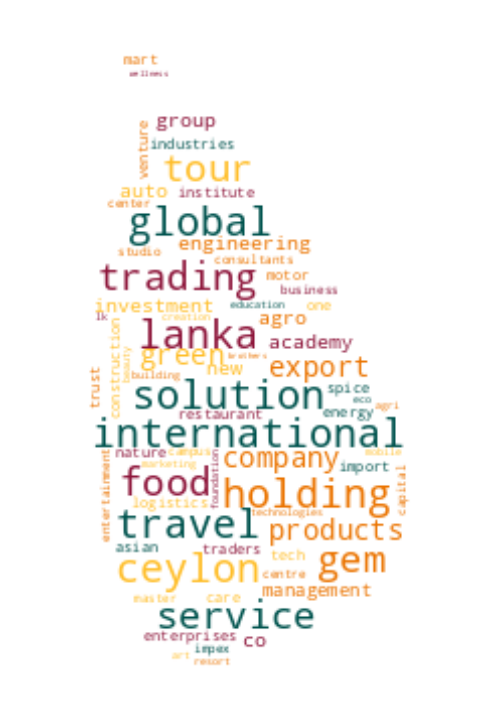 mart
wellness
group
venture
industries
tour
auto
institute
center
global
engineering
studio
consultants
trading
motor
business
investment
education
one
lk
creation
agro
lanka
academy
construction
green
brothers
beauty
new
export
building
trust
solution
spice
eco
agri
restaurant
energy
international
nature
campus
company
mobile
marketing
import
entertainment
foundation
food
holding
capital
logistics
technologies
travel
products
asian
traders
tech
gem
ceylon
centre
management
master
care
service
enterprises
co
impex
art
resort